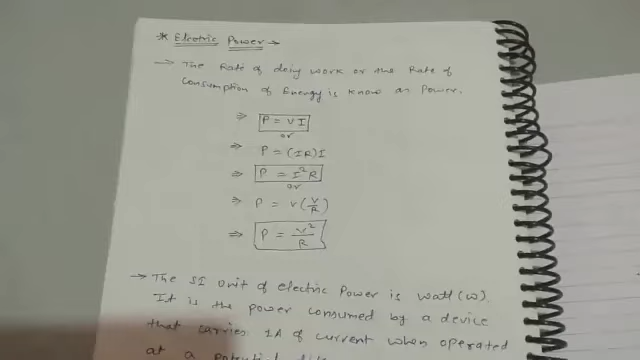 * Electric Power →
→ The Rate of doing work or the Rate of
Consumption of Energy is know as Power.
⇒ P = VI
or
⇒ P = (IR)I
⇒ P = I²R
or
⇒ P = V(V/R)
⇒ P = V²/R
→ The SI unit of electric Power is watt (w).
It is the power consumed by a device
that carries 1A of current when operated
at a potential